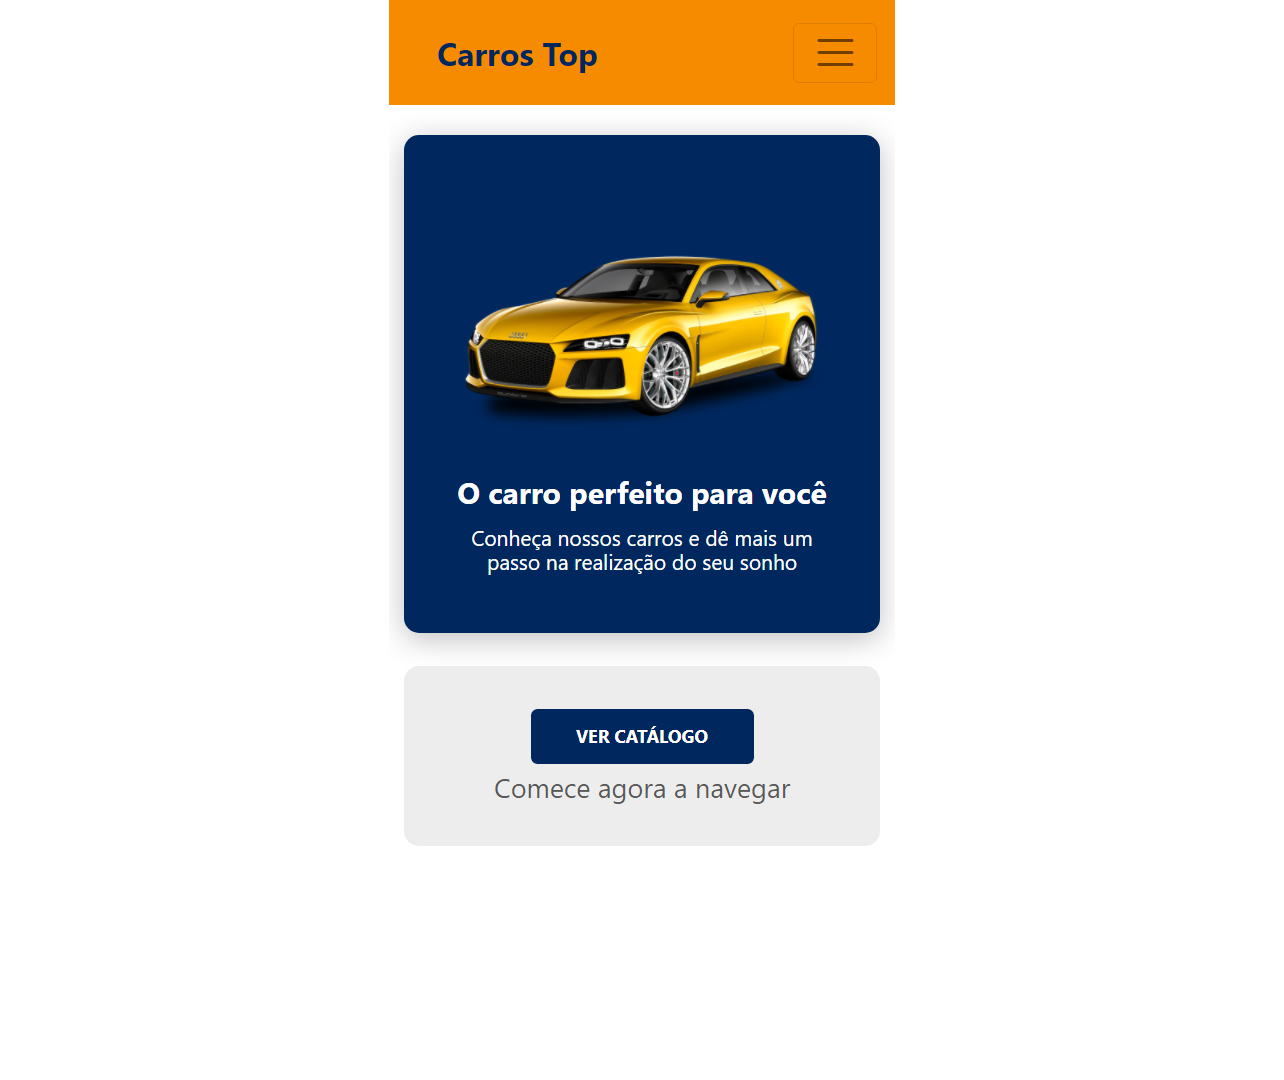 Carros Top
O carro perfeito para você
Conheça nossos carros e dê mais um
passo na realização do seu sonho
VER CATÁLOGO
Comece agora a navegar